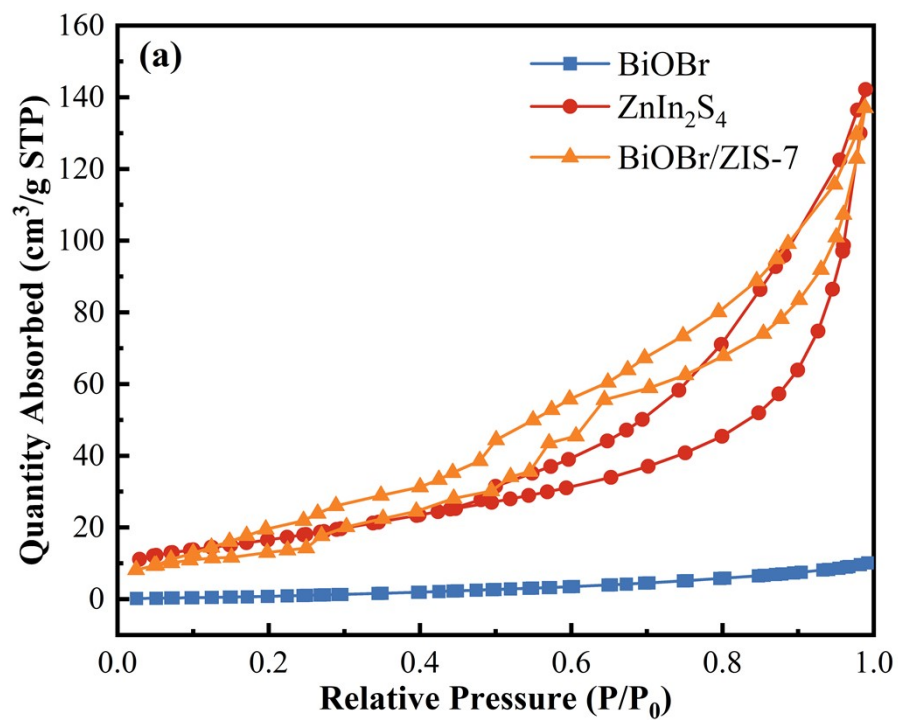 (a)
BiOBr
ZnIn₂S₄
BiOBr/ZIS-7
Quantity Absorbed (cm³/g STP)
160
140
120
100
80
60
40
20
0
0.0 0.2 0.4 0.6 0.8 1.0
Relative Pressure (P/P₀)